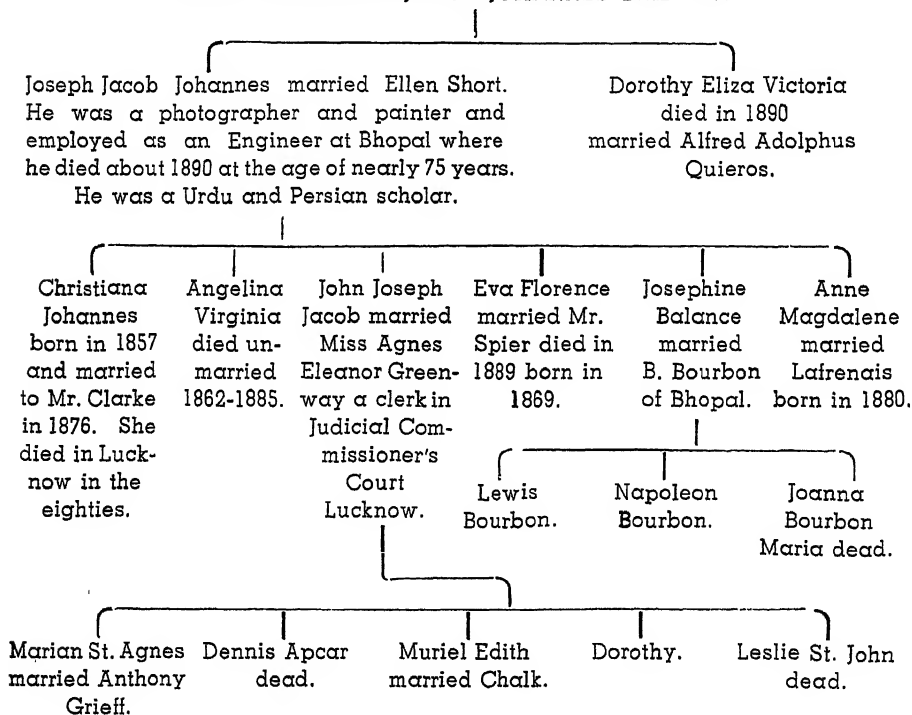 Joseph Jacob Johannes married Ellen Short.
He was a photographer and painter and
employed as an Engineer at Bhopal where
he died about 1890 at the age of nearly 75 years.
He was a Urdu and Persian scholar.
Dorothy Eliza Victoria
died in 1890
married Alfred Adolphus
Quieros.
Christiana
Johannes
born in 1857
and married
to Mr. Clarke
in 1876. She
died in Luck-
now in the
eighties.
Angelina
Virginia
died un-
married
1862-1885.
John Joseph
Jacob married
Miss Agnes
Eleanor Green-
way a clerk in
Judicial Com-
missioner's
Court
Lucknow.
Eva Florence
married Mr.
Spier died in
1889 born in
1869.
Josephine
Balance
married
B. Bourbon
of Bhopal.
Anne
Magdalene
married
Lafrenais
born in 1880.
Lewis
Bourbon.
Napoleon
Bourbon.
Joanna
Bourbon
Maria dead.
Marian St. Agnes
married Anthony
Grieff.
Dennis Apcar
dead.
Muriel Edith
married Chalk.
Dorothy.
Leslie St. John
dead.